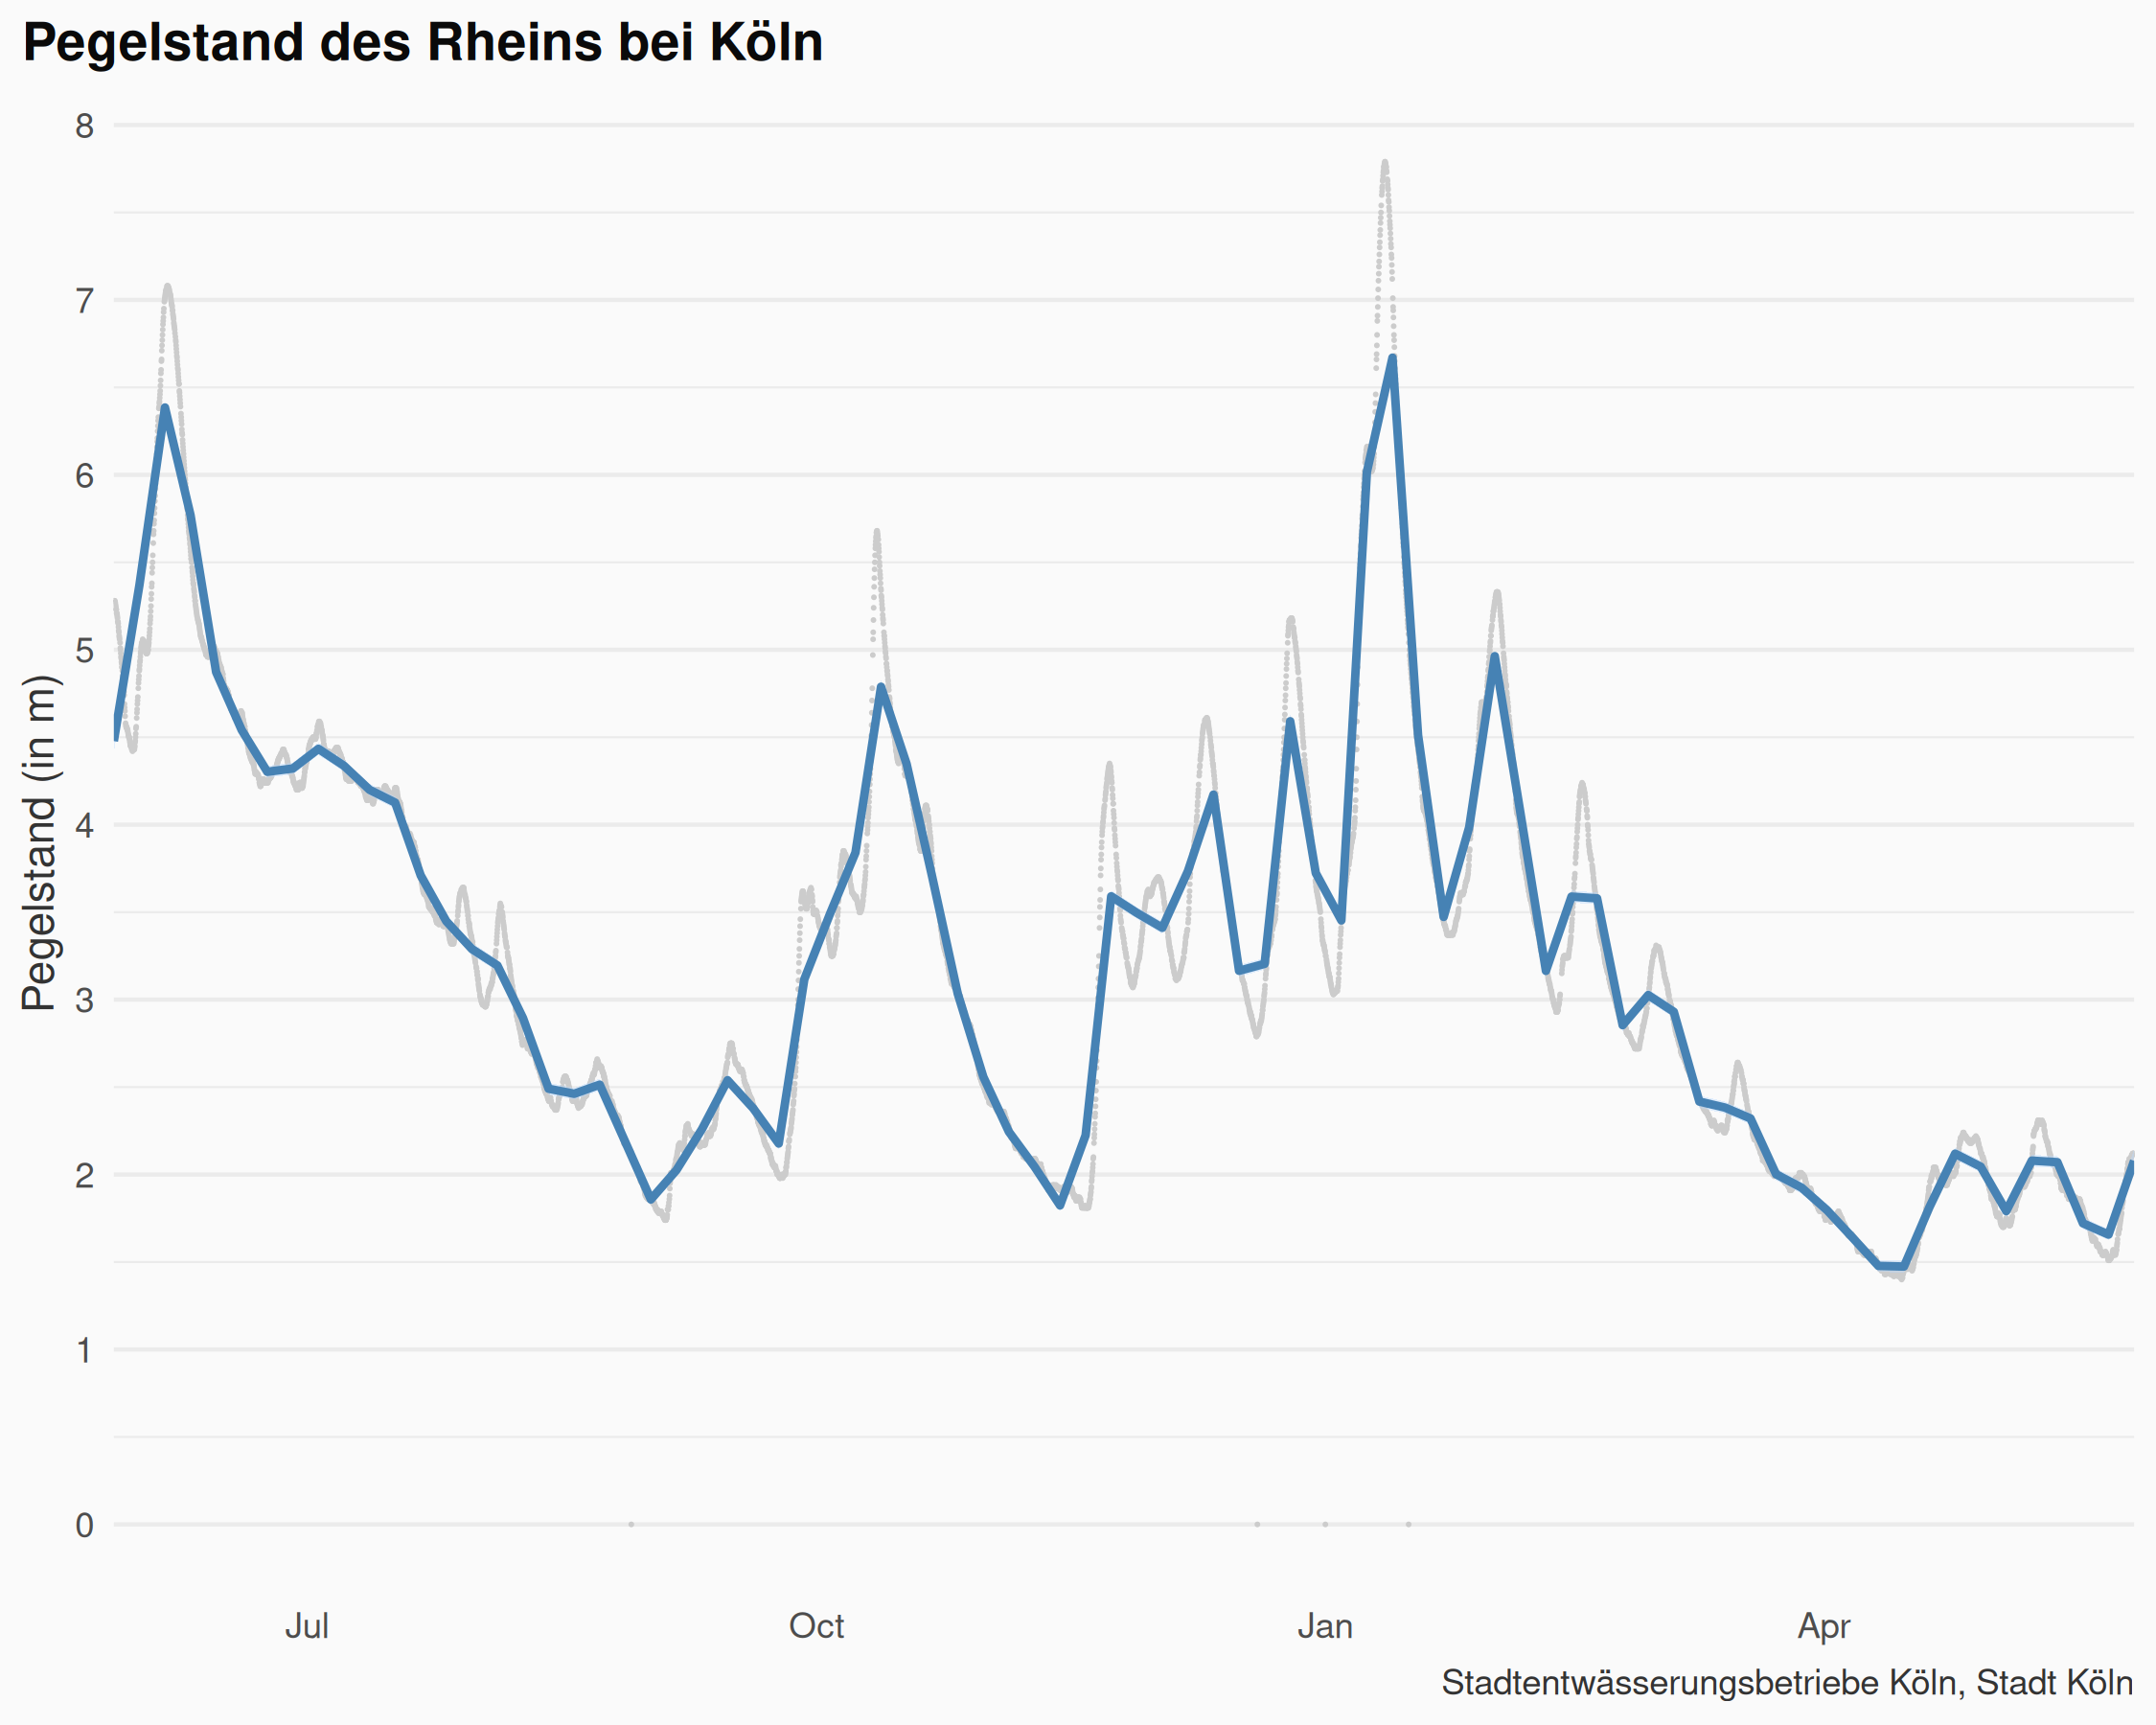 Pegelstand des Rheins bei Köln
Pegelstand (in m)
8
7
6
5
4
3
2
1
0
Jul Oct Jan Apr
Stadtentwässerungsbetriebe Köln, Stadt Köln